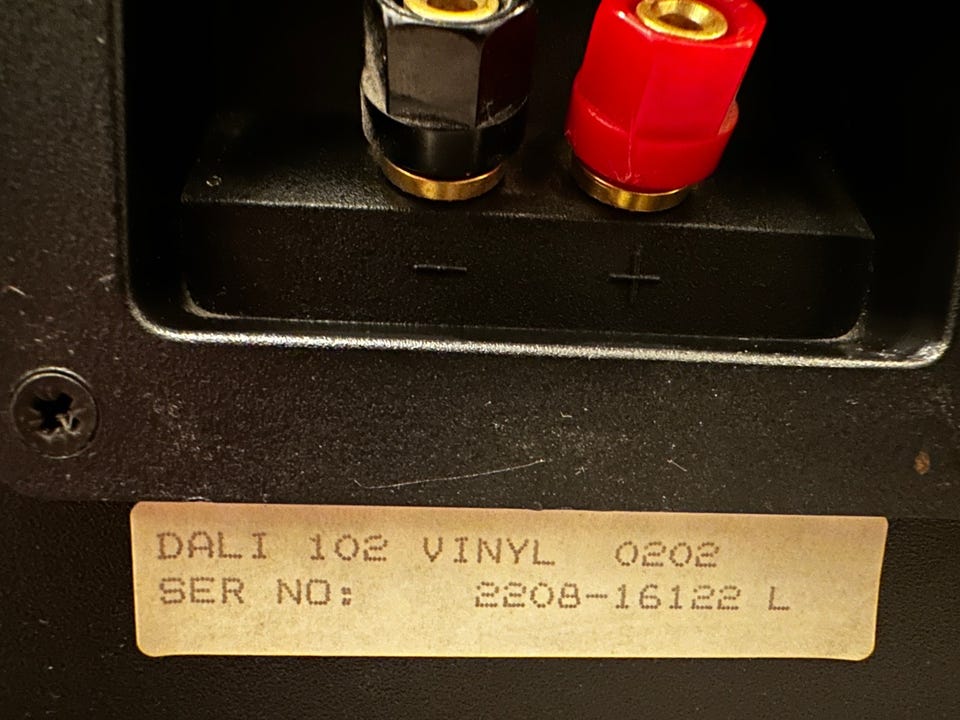 − +
DALI 102 VINYL 0202
SER NO: 2208-16122 L